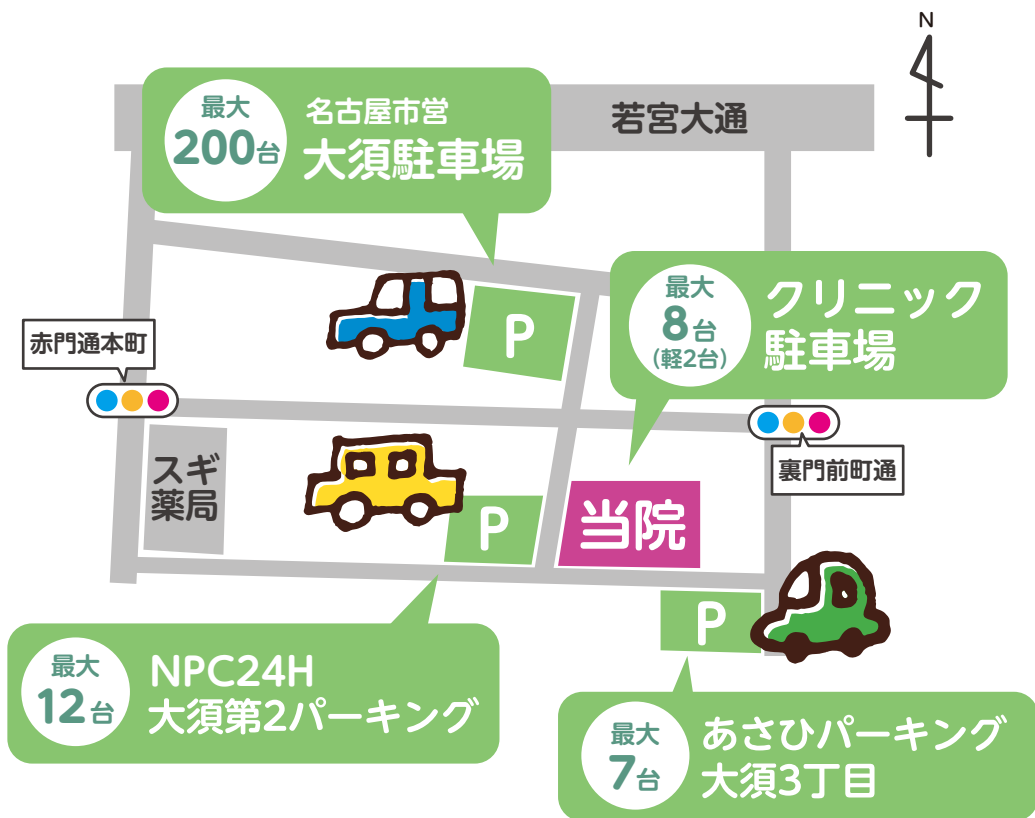 N
最大
200台
名古屋市営
大須駐車場
若宮大通
最大
8台
(軽2台)
クリニック
駐車場
P
赤門通本町
裏門前町通
スギ
薬局
P
当院
P
最大
12台
NPC24H
大須第2パーキング
最大
7台
あさひパーキング
大須3丁目